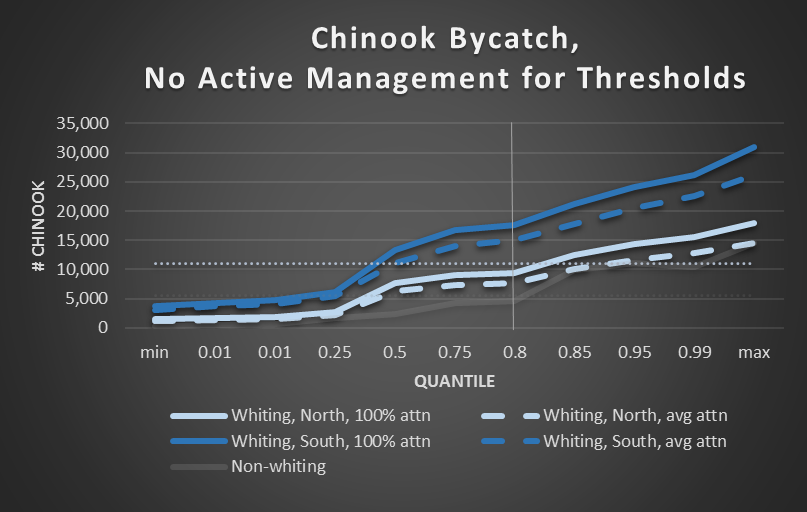 Chinook Bycatch,
No Active Management for Thresholds
35,000
30,000
25,000
20,000
15,000
10,000
5,000
0
# CHINOOK
min 0.01 0.01 0.25 0.5 0.75 0.8 0.85 0.95 0.99 max
QUANTILE
Whiting, North, 100% attn Whiting, North, avg attn
Whiting, South, 100% attn Whiting, South, avg attn
Non-whiting